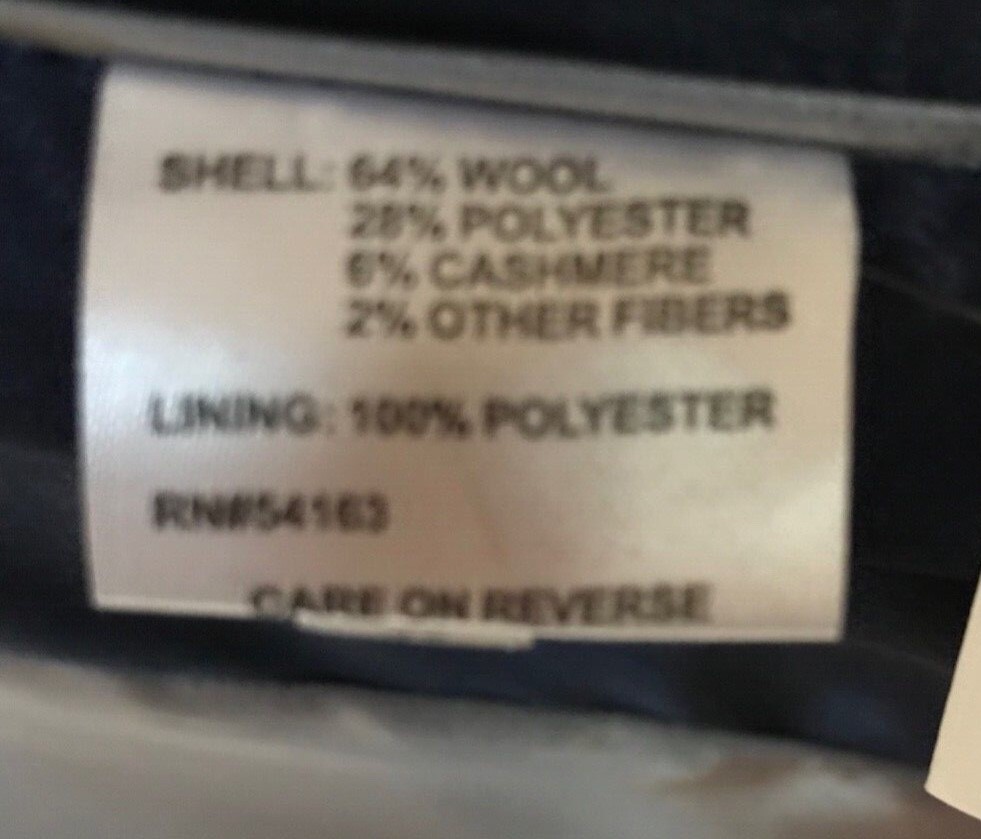 SHELL: 64% WOOL
28% POLYESTER
6% CASHMERE
2% OTHER FIBERS
LINING: 100% POLYESTER
RN#54163
CARE ON REVERSE